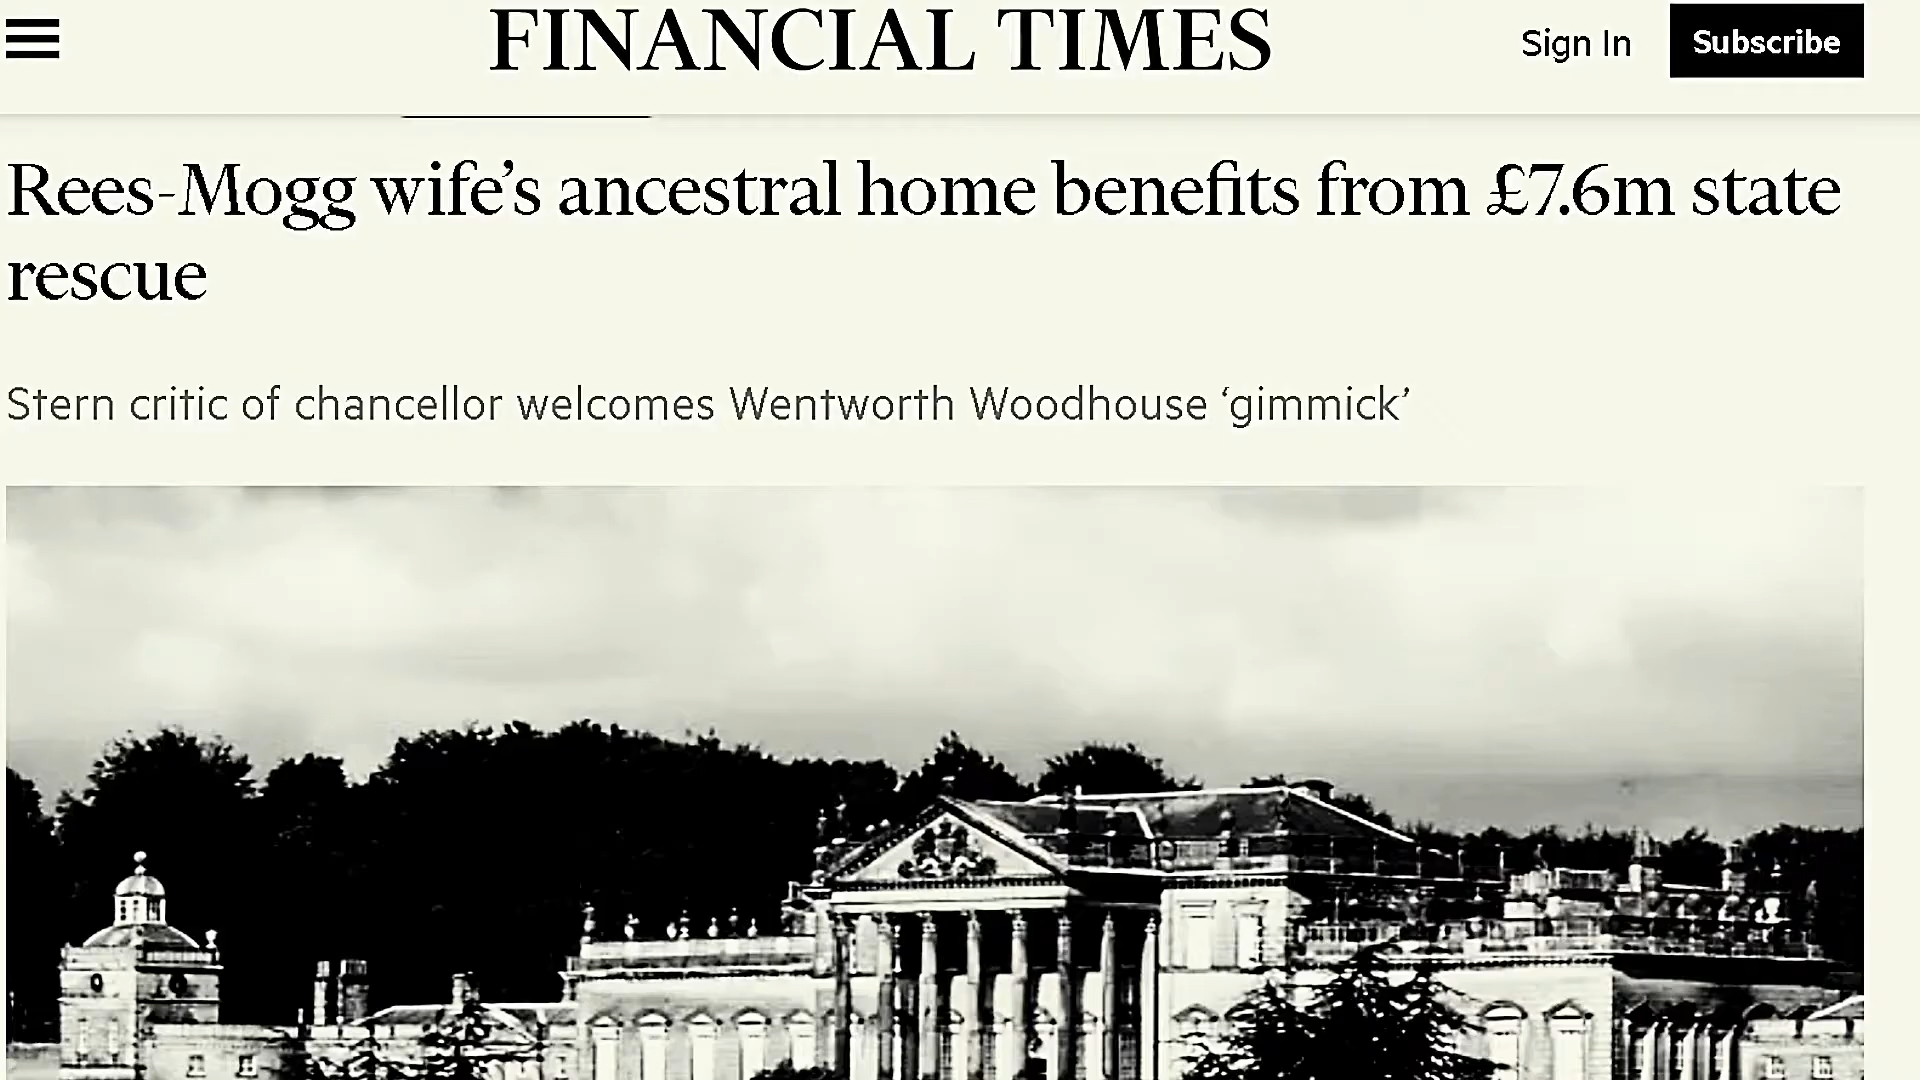 FINANCIAL TIMES
Sign In
Subscribe
Rees-Mogg wife’s ancestral home benefits from £7.6m state
rescue
Stern critic of chancellor welcomes Wentworth Woodhouse ‘gimmick’